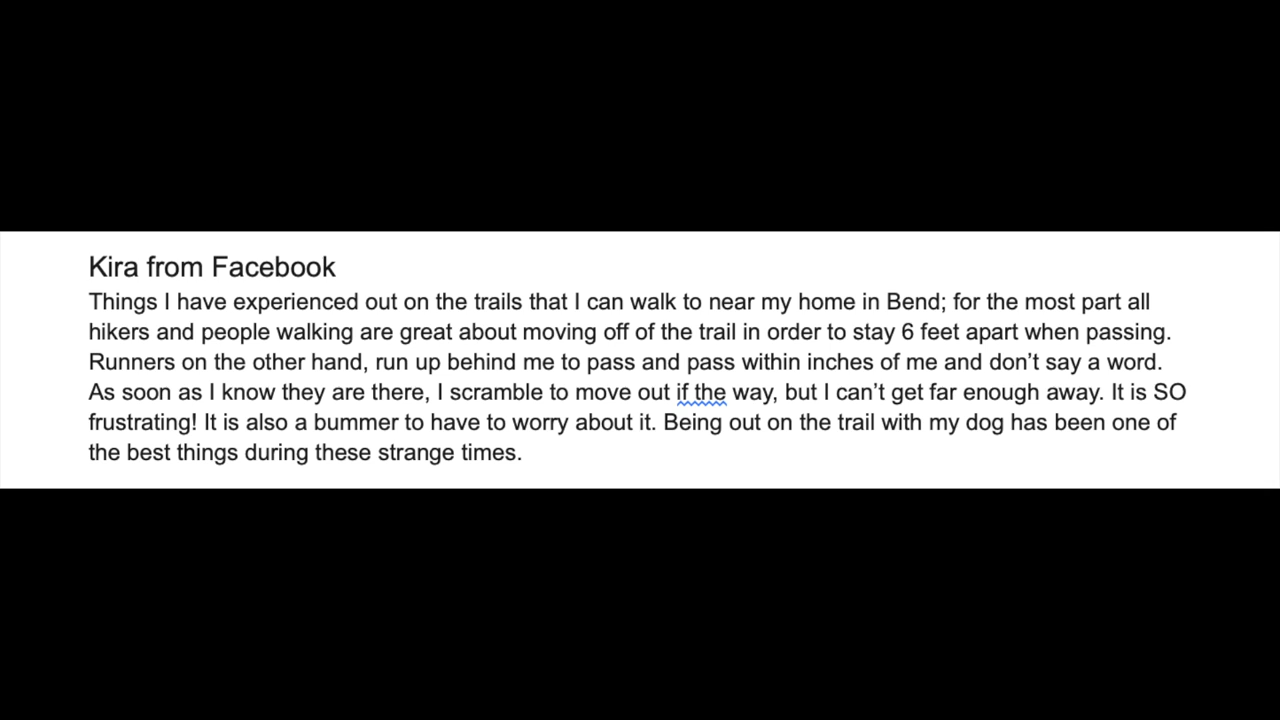 Kira from Facebook
Things I have experienced out on the trails that I can walk to near my home in Bend; for the most part all
hikers and people walking are great about moving off of the trail in order to stay 6 feet apart when passing.
Runners on the other hand, run up behind me to pass and pass within inches of me and don’t say a word.
As soon as I know they are there, I scramble to move out if the way, but I can’t get far enough away. It is SO
frustrating! It is also a bummer to have to worry about it. Being out on the trail with my dog has been one of
the best things during these strange times.